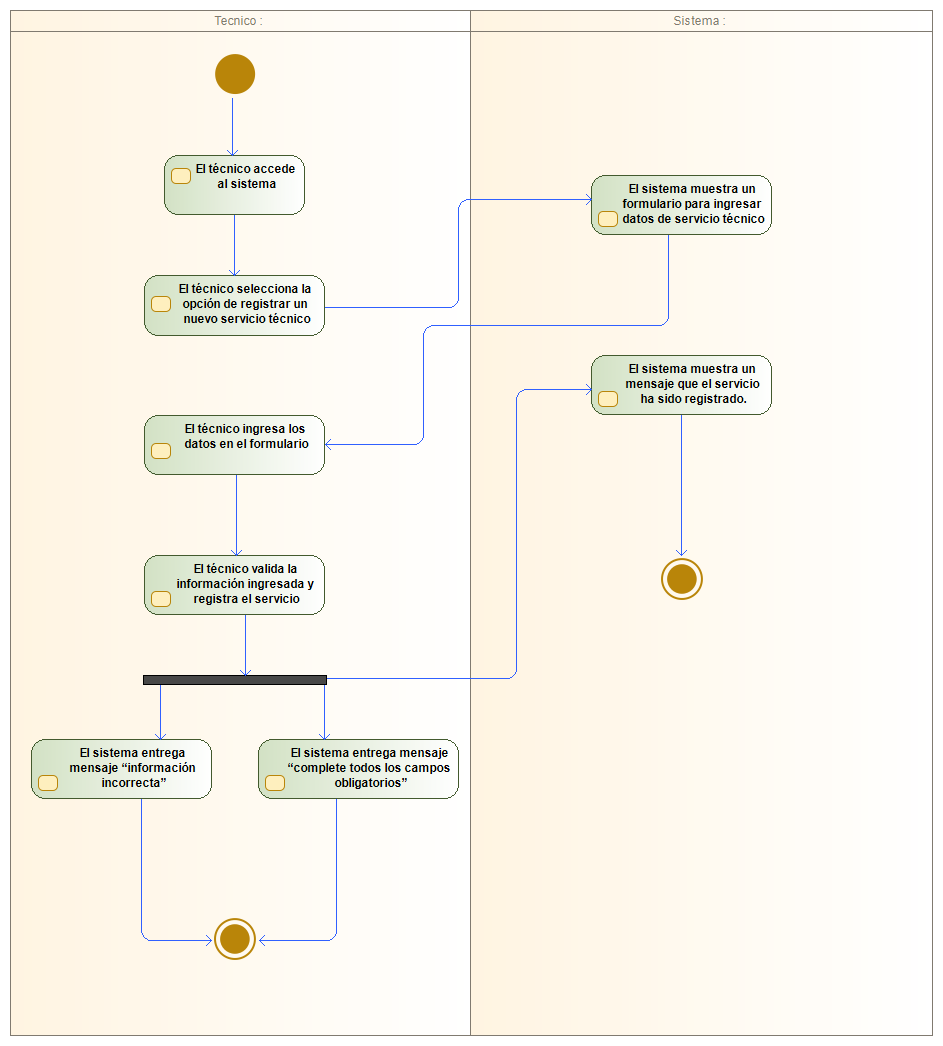 Tecnico :
Sistema :
El técnico accede
al sistema
El sistema muestra un
formulario para ingresar
datos de servicio técnico
El técnico selecciona la
opción de registrar un
nuevo servicio técnico
El sistema muestra un
mensaje que el servicio
ha sido registrado.
El técnico ingresa los
datos en el formulario
El técnico valida la
información ingresada y
registra el servicio
El sistema entrega
mensaje “información
incorrecta”
El sistema entrega mensaje
“complete todos los campos
obligatorios”